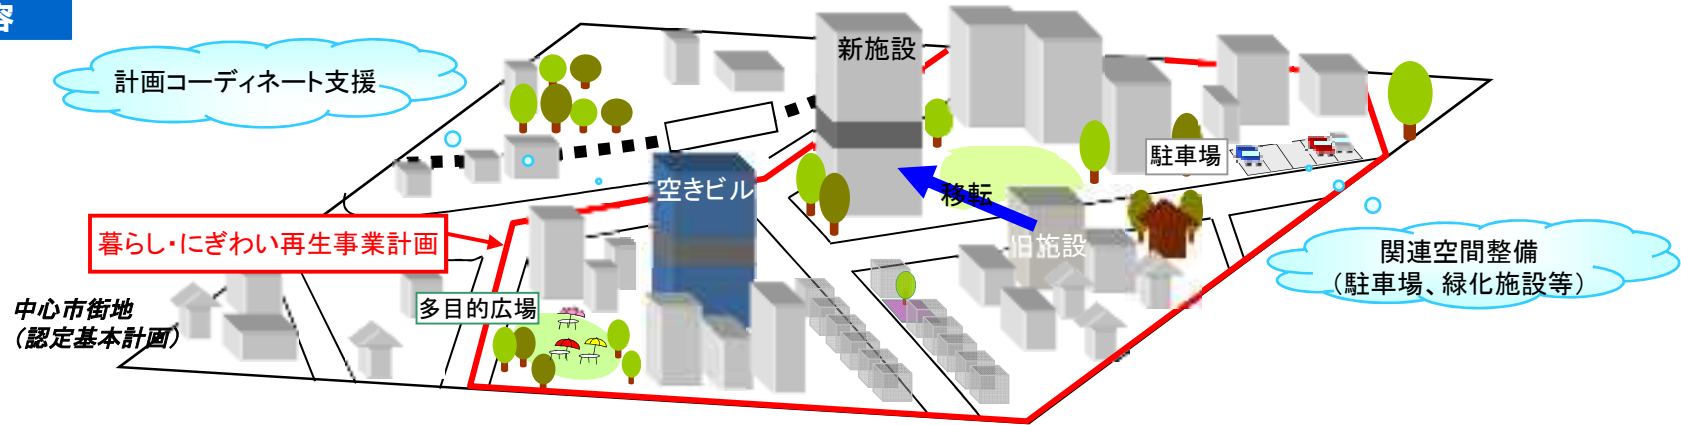 容
計画コーディネート支援
新施設
駐車場
空きビル
移転
旧施設
暮らし・にぎわい再生事業計画
関連空間整備
（駐車場、緑化施設等）
多目的広場
中心市街地
（認定基本計画）